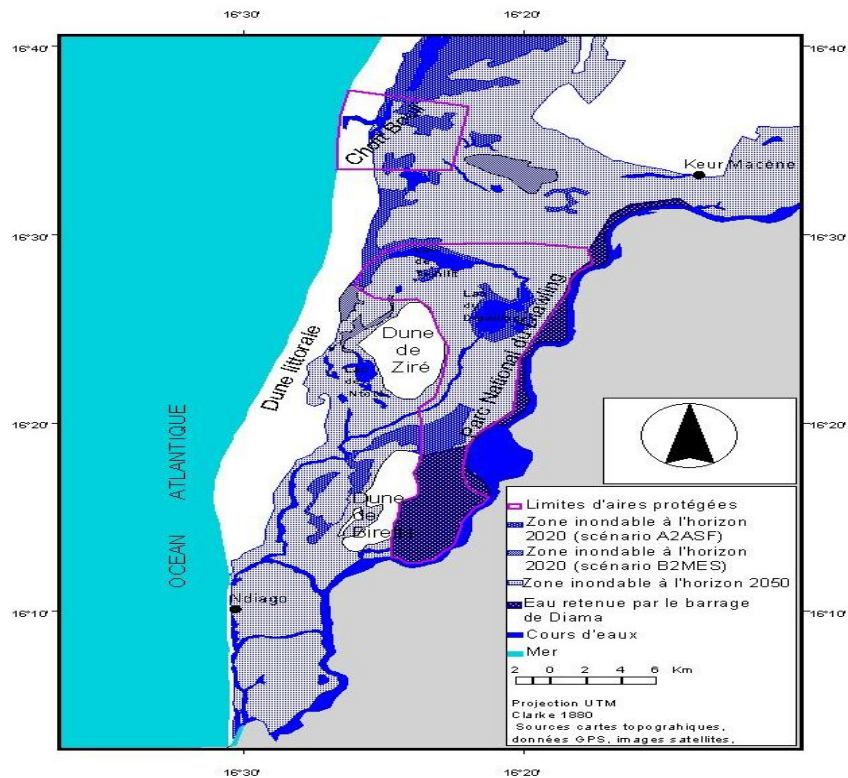 16°30'
16°20'
16°40'
16°40'
Chott Boul
Keur Macène
16°30'
16°30'
Dune littorale
Dune
de
Ziré
Parc National du Diawling
16°20'
16°20'
OCEAN ATLANTIQUE
Dune
de
Birette
Limites d'aires protégées
Zone inondable à l'horizon
2020 (scénario A2ASF)
Zone inondable à l'horizon
2020 (scénario B2MES)
Zone inondable à l'horizon 2050
Eau retenue par le barrage
de Diama
Cours d'eaux
Mer
2 0 2 4 6 Km
Projection UTM
Clarke 1880
Sources cartes topograhiques,
données GPS, images satellites,
Ndiago
16°10'
16°10'
16°30'
16°20'